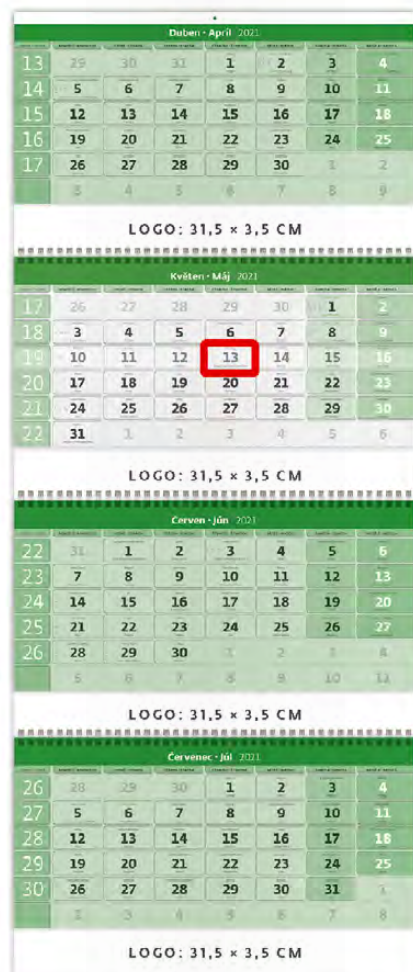 Duben · April 2021
13 29 30 31 1 2 3 4
14 5 6 7 8 9 10 11
15 12 13 14 15 16 17 18
16 19 20 21 22 23 24 25
17 26 27 28 29 30 1 2
3 4 5 6 7 8 9
LOGO: 31,5 × 3,5 CM
Květen · Máj 2021
17 26 27 28 29 30 1 2
18 3 4 5 6 7 8 9
19 10 11 12 13 14 15 16
20 17 18 19 20 21 22 23
21 24 25 26 27 28 29 30
22 31 1 2 3 4 5 6
LOGO: 31,5 × 3,5 CM
Červen · Jún 2021
22 31 1 2 3 4 5 6
23 7 8 9 10 11 12 13
24 14 15 16 17 18 19 20
25 21 22 23 24 25 26 27
26 28 29 30 1 2 3 4
5 6 7 8 9 10 11
LOGO: 31,5 × 3,5 CM
Červenec · Júl 2021
26 28 29 30 1 2 3 4
27 5 6 7 8 9 10 11
28 12 13 14 15 16 17 18
29 19 20 21 22 23 24 25
30 26 27 28 29 30 31 1
2 3 4 5 6 7 8
LOGO: 31,5 × 3,5 CM